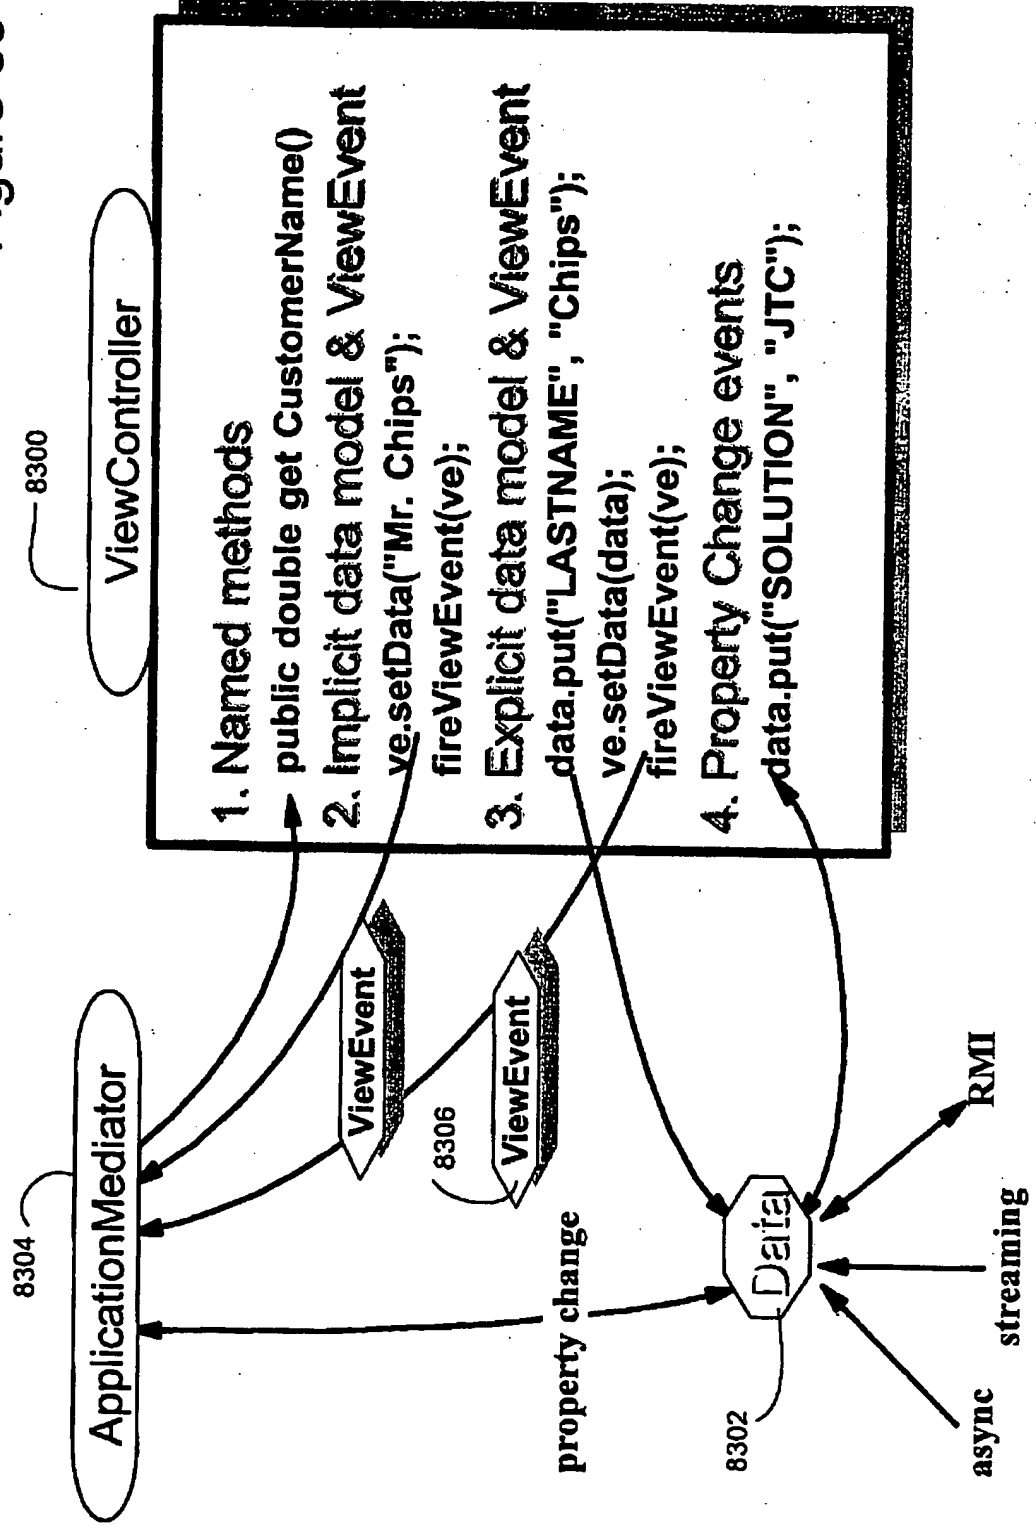 8304
ApplicationMediator
8300
ViewController
1. Named methods
public double get CustomerName()
2. Implicit data model & ViewEvent
ve.setData("Mr. Chips");
fireViewEvent(ve);
3. Explicit data model & ViewEvent
data.put("LASTNAME", "Chips");
ve.setData(data);
fireViewEvent(ve);
4. Property Change events
data.put("SOLUTION", "JTC");
ViewEvent
8306
ViewEvent
property change
8302
Data
async
streaming
RMI